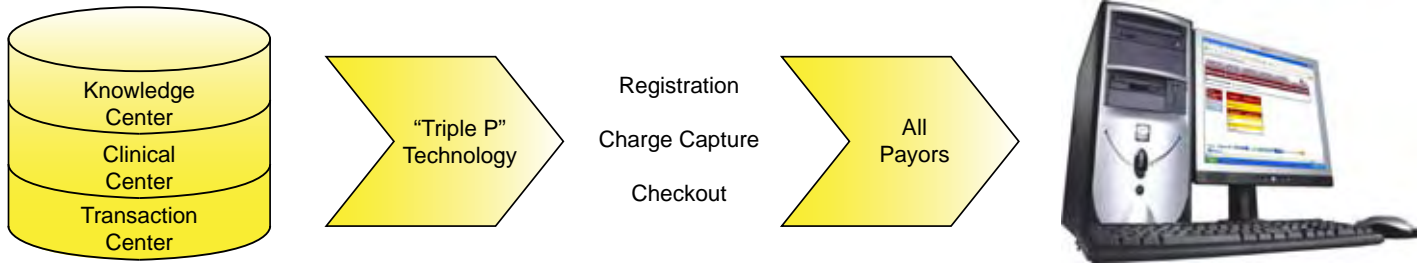 Knowledge
Center
Clinical
Center
Transaction
Center
“Triple P”
Technology
Registration
Charge Capture
Checkout
All
Payors